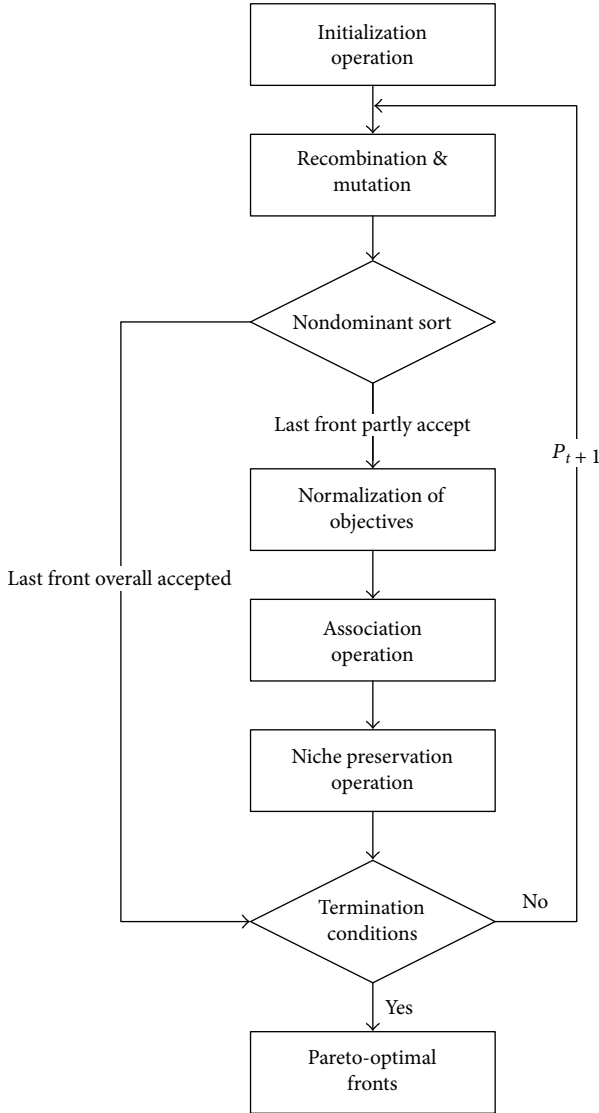 Initialization
operation
Recombination &
mutation
Nondominant sort
Last front partly accept
P_{t + 1}
Normalization of
objectives
Last front overall accepted
Association
operation
Niche preservation
operation
Termination
conditions
No
Yes
Pareto-optimal
fronts